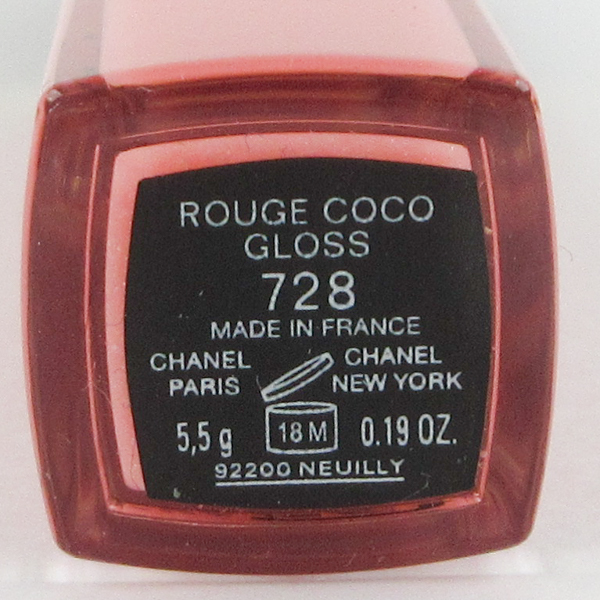 ROUGE COCO
GLOSS
728
MADE IN FRANCE
CHANEL PARIS
CHANEL NEW YORK
5,5 g 18 M 0.19 OZ.
92200 NEUILLY